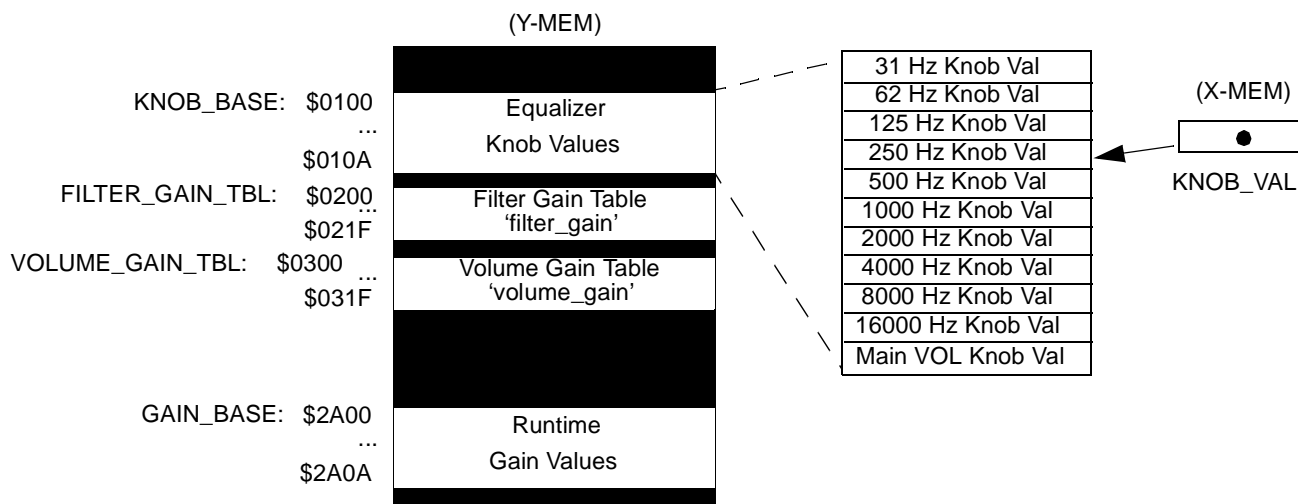 (Y-MEM)
KNOB_BASE: $0100
...
$010A
Equalizer
Knob Values
FILTER_GAIN_TBL: $0200
...
$021F
Filter Gain Table
‘filter_gain’
VOLUME_GAIN_TBL: $0300
...
$031F
Volume Gain Table
‘volume_gain’
GAIN_BASE: $2A00
...
$2A0A
Runtime
Gain Values
31 Hz Knob Val
62 Hz Knob Val
125 Hz Knob Val
250 Hz Knob Val
500 Hz Knob Val
1000 Hz Knob Val
2000 Hz Knob Val
4000 Hz Knob Val
8000 Hz Knob Val
16000 Hz Knob Val
Main VOL Knob Val
(X-MEM)
KNOB_VAL